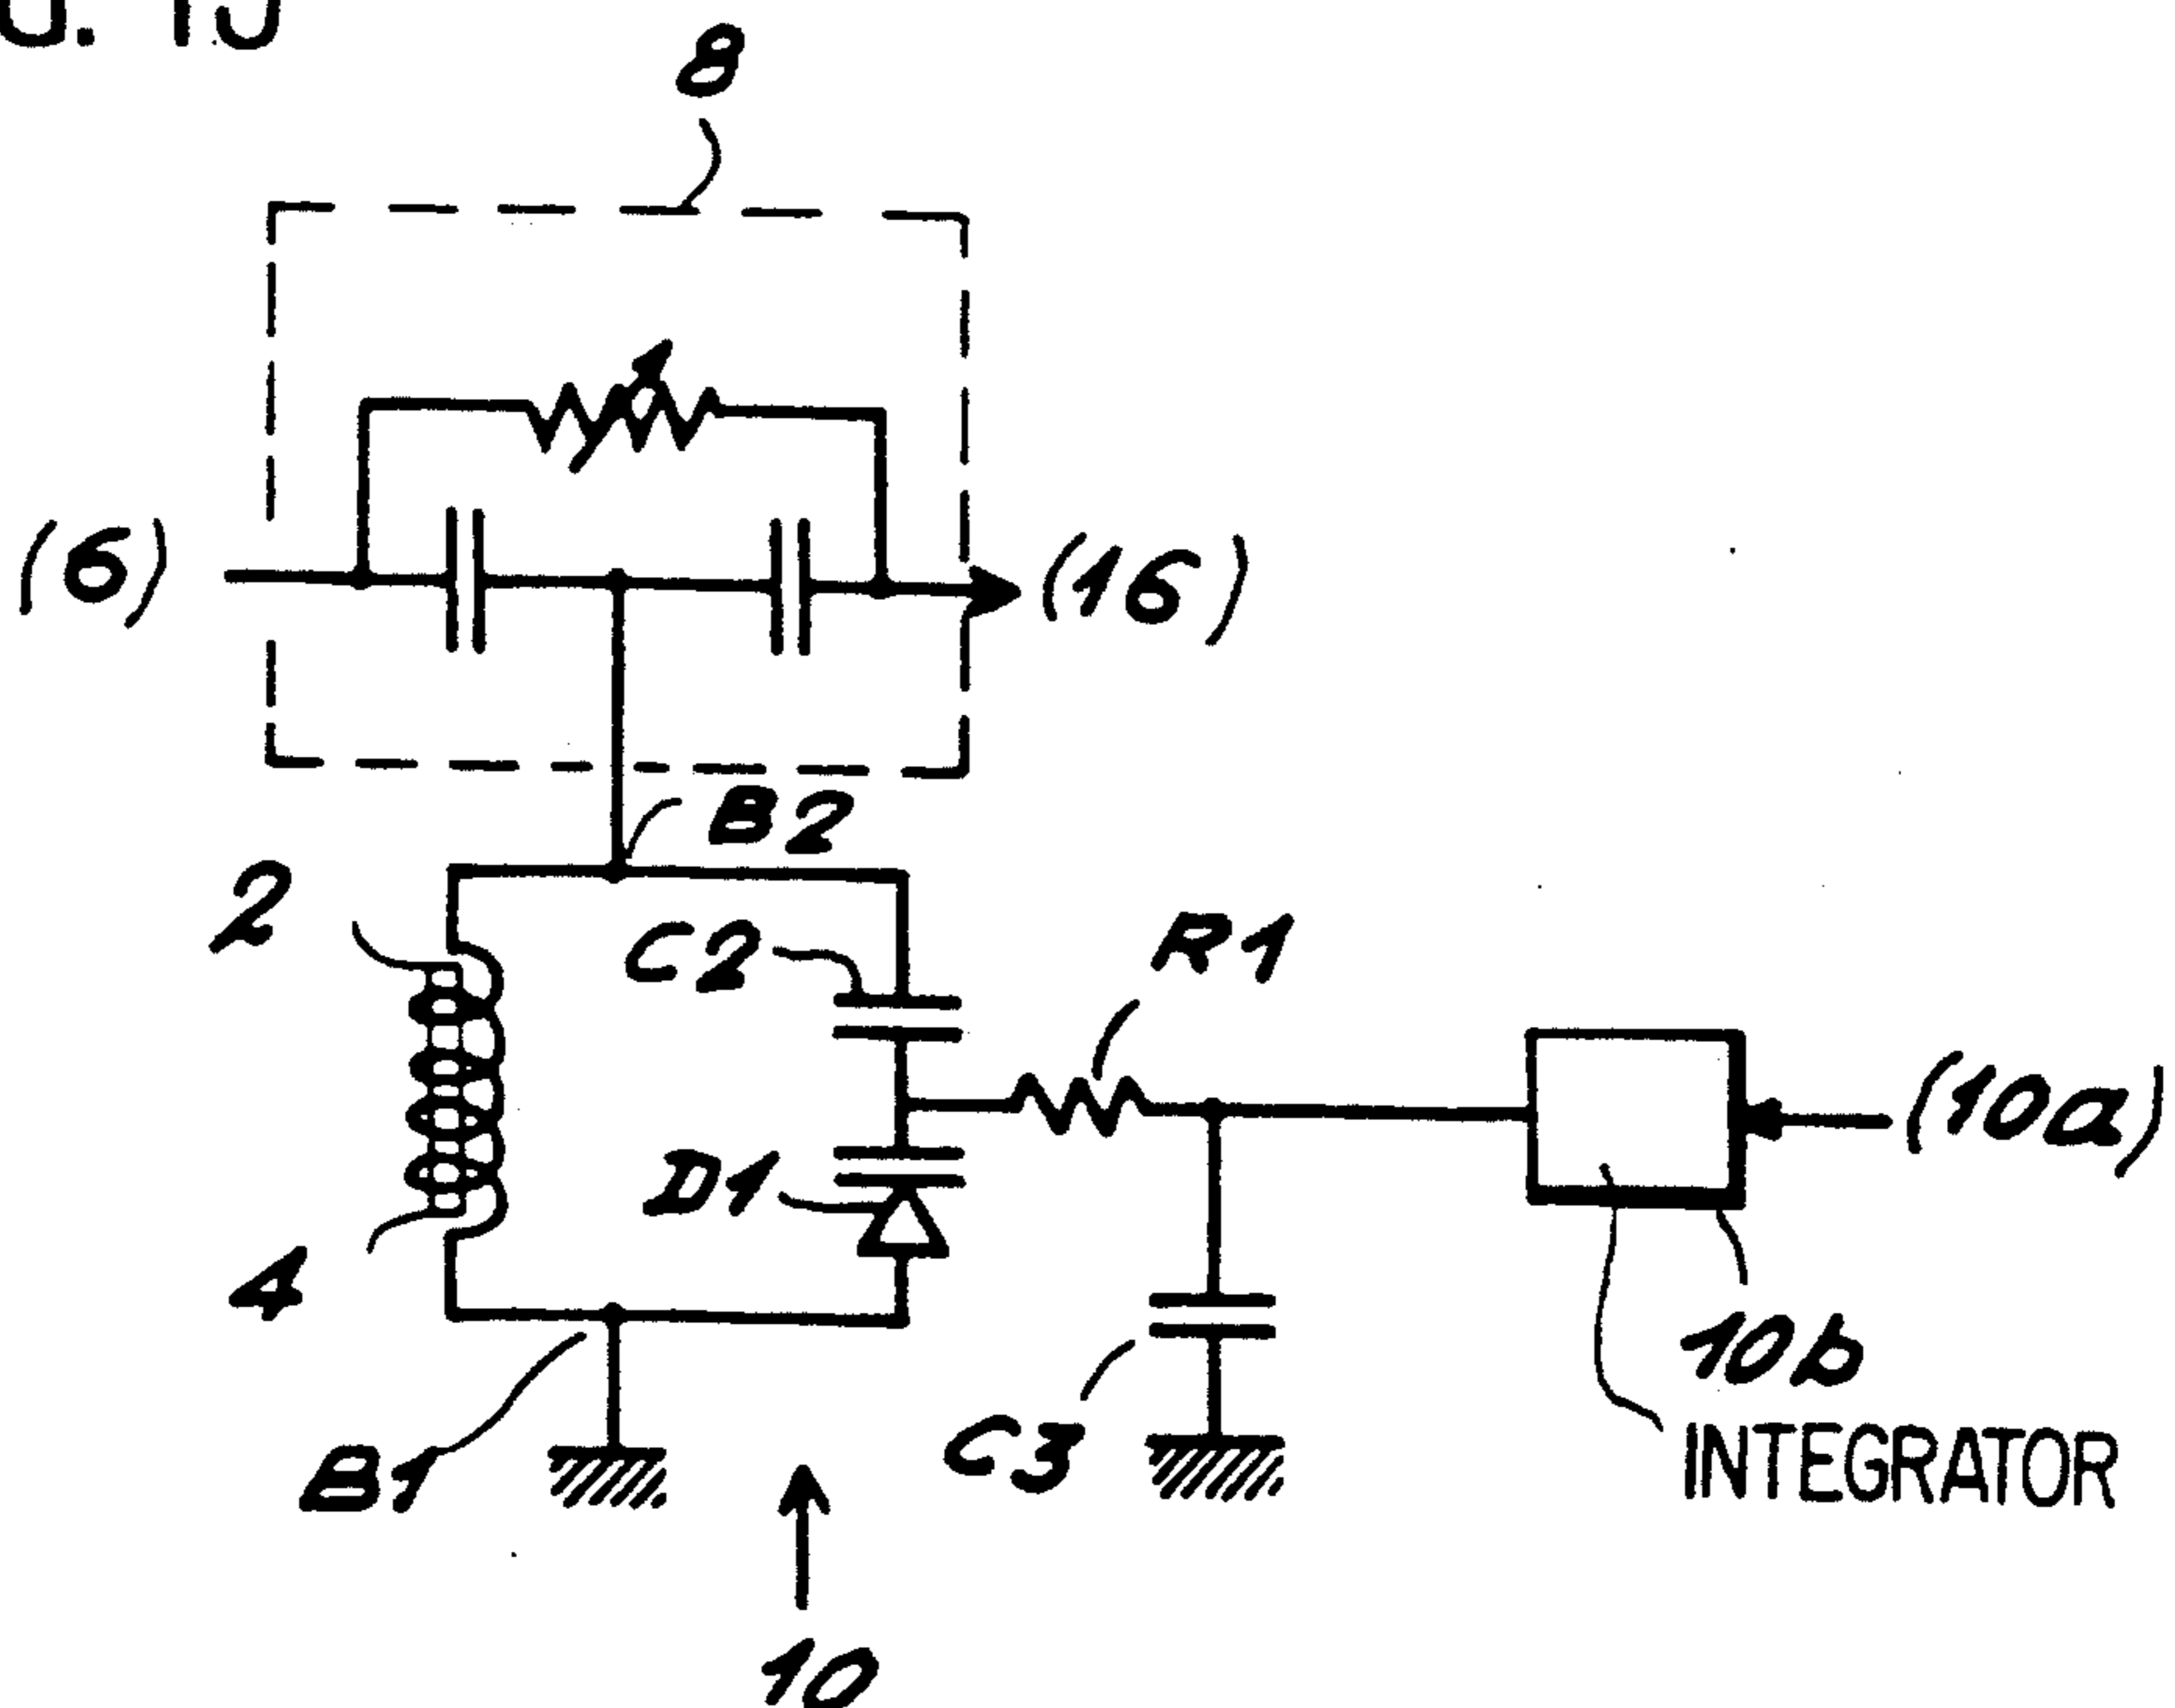 8
(6)
(16)
B2
2
C2
R1
(10a)
D1
4
10b
B1
C3
INTEGRATOR
10